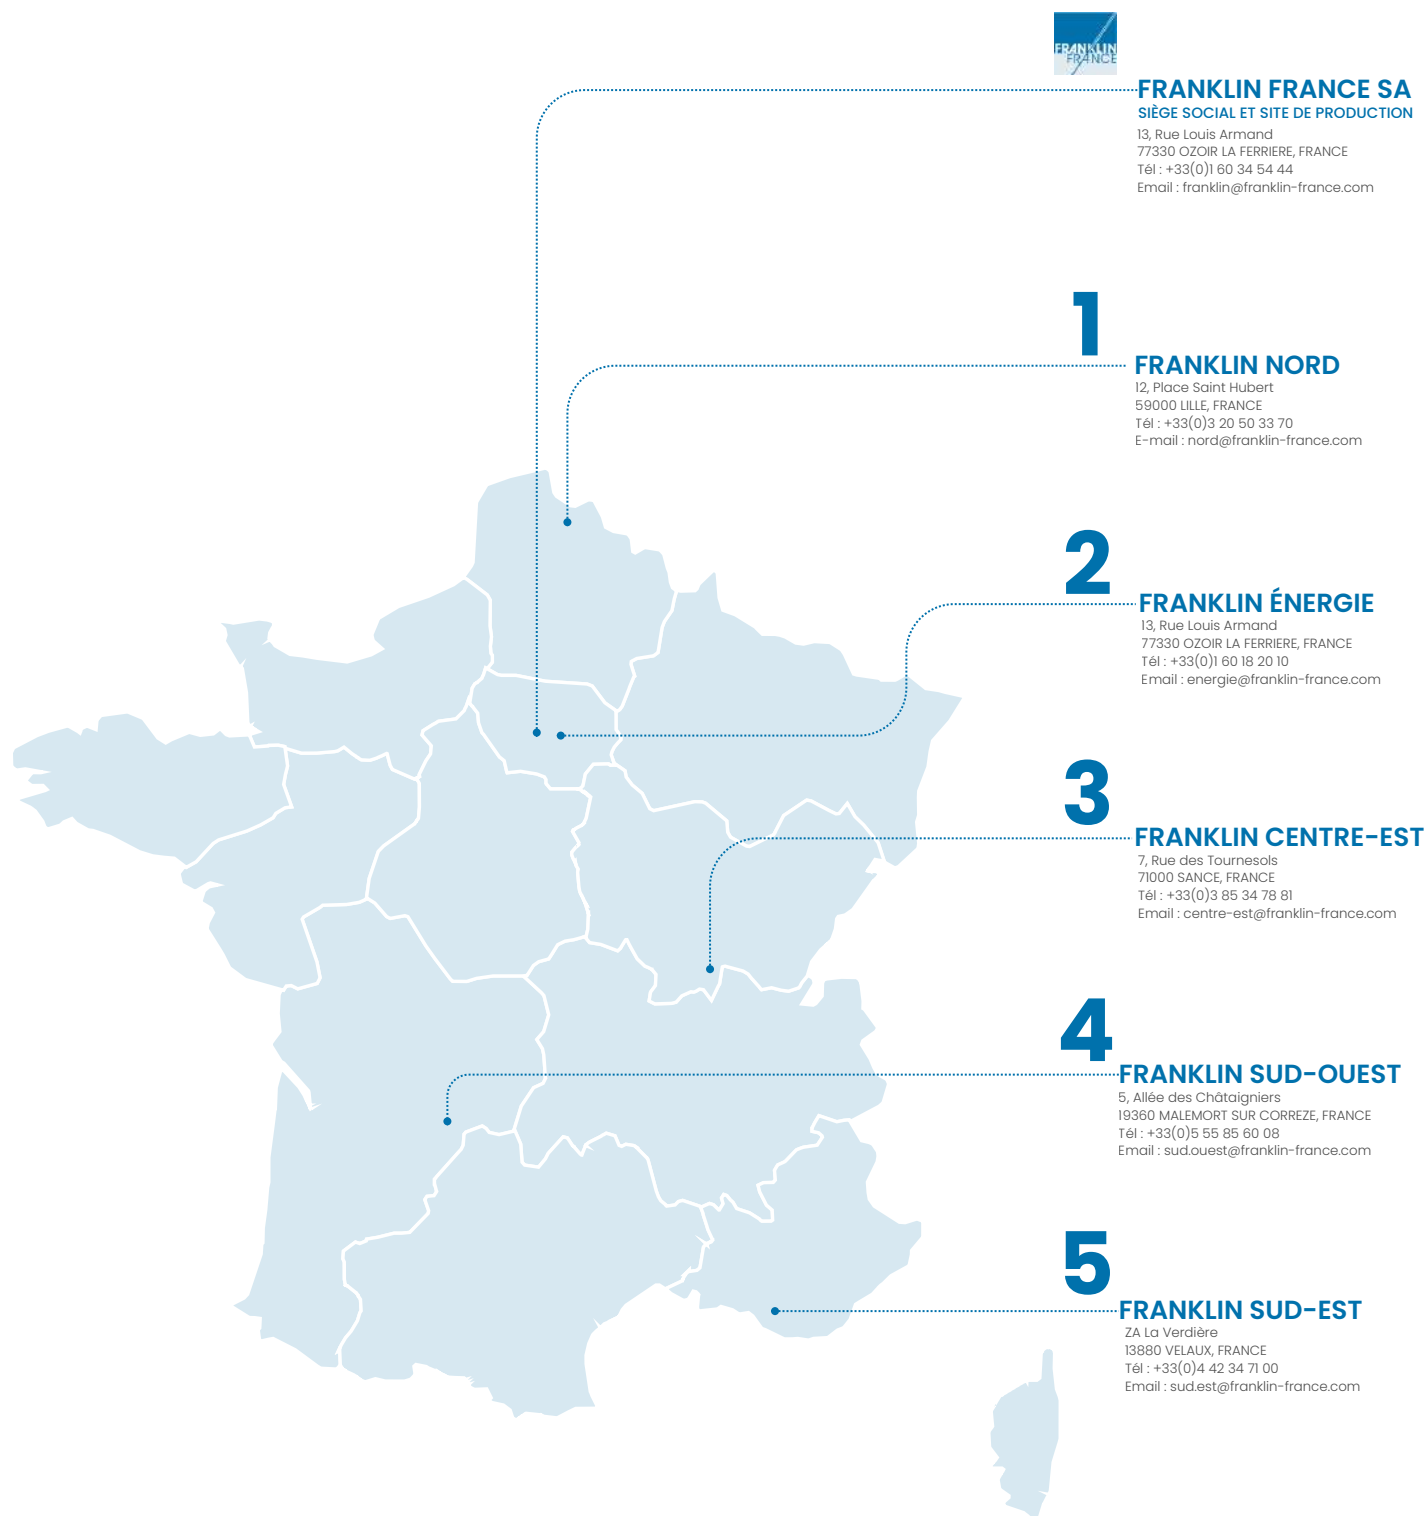 FRANKLIN
FRANCE
FRANKLIN FRANCE SA
SIÈGE SOCIAL ET SITE DE PRODUCTION
13, Rue Louis Armand
77330 OZOIR LA FERRIERE, FRANCE
Tél : +33(0)1 60 34 54 44
Email : franklin@franklin-france.com
1
FRANKLIN NORD
12, Place Saint Hubert
59000 LILLE, FRANCE
Tél : +33(0)3 20 50 33 70
E-mail : nord@franklin-france.com
2
FRANKLIN ÉNERGIE
13, Rue Louis Armand
77330 OZOIR LA FERRIERE, FRANCE
Tél : +33(0)1 60 18 20 10
Email : energie@franklin-france.com
3
FRANKLIN CENTRE-EST
7, Rue des Tournesols
71000 SANCE, FRANCE
Tél : +33(0)3 85 34 78 81
Email : centre-est@franklin-france.com
4
FRANKLIN SUD-OUEST
5, Allée des Châtaigniers
19360 MALEMORT SUR CORREZE, FRANCE
Tél : +33(0)5 55 85 60 08
Email : sud.ouest@franklin-france.com
5
FRANKLIN SUD-EST
ZA La Verdière
13880 VELAUX, FRANCE
Tél : +33(0)4 42 34 71 00
Email : sud.est@franklin-france.com